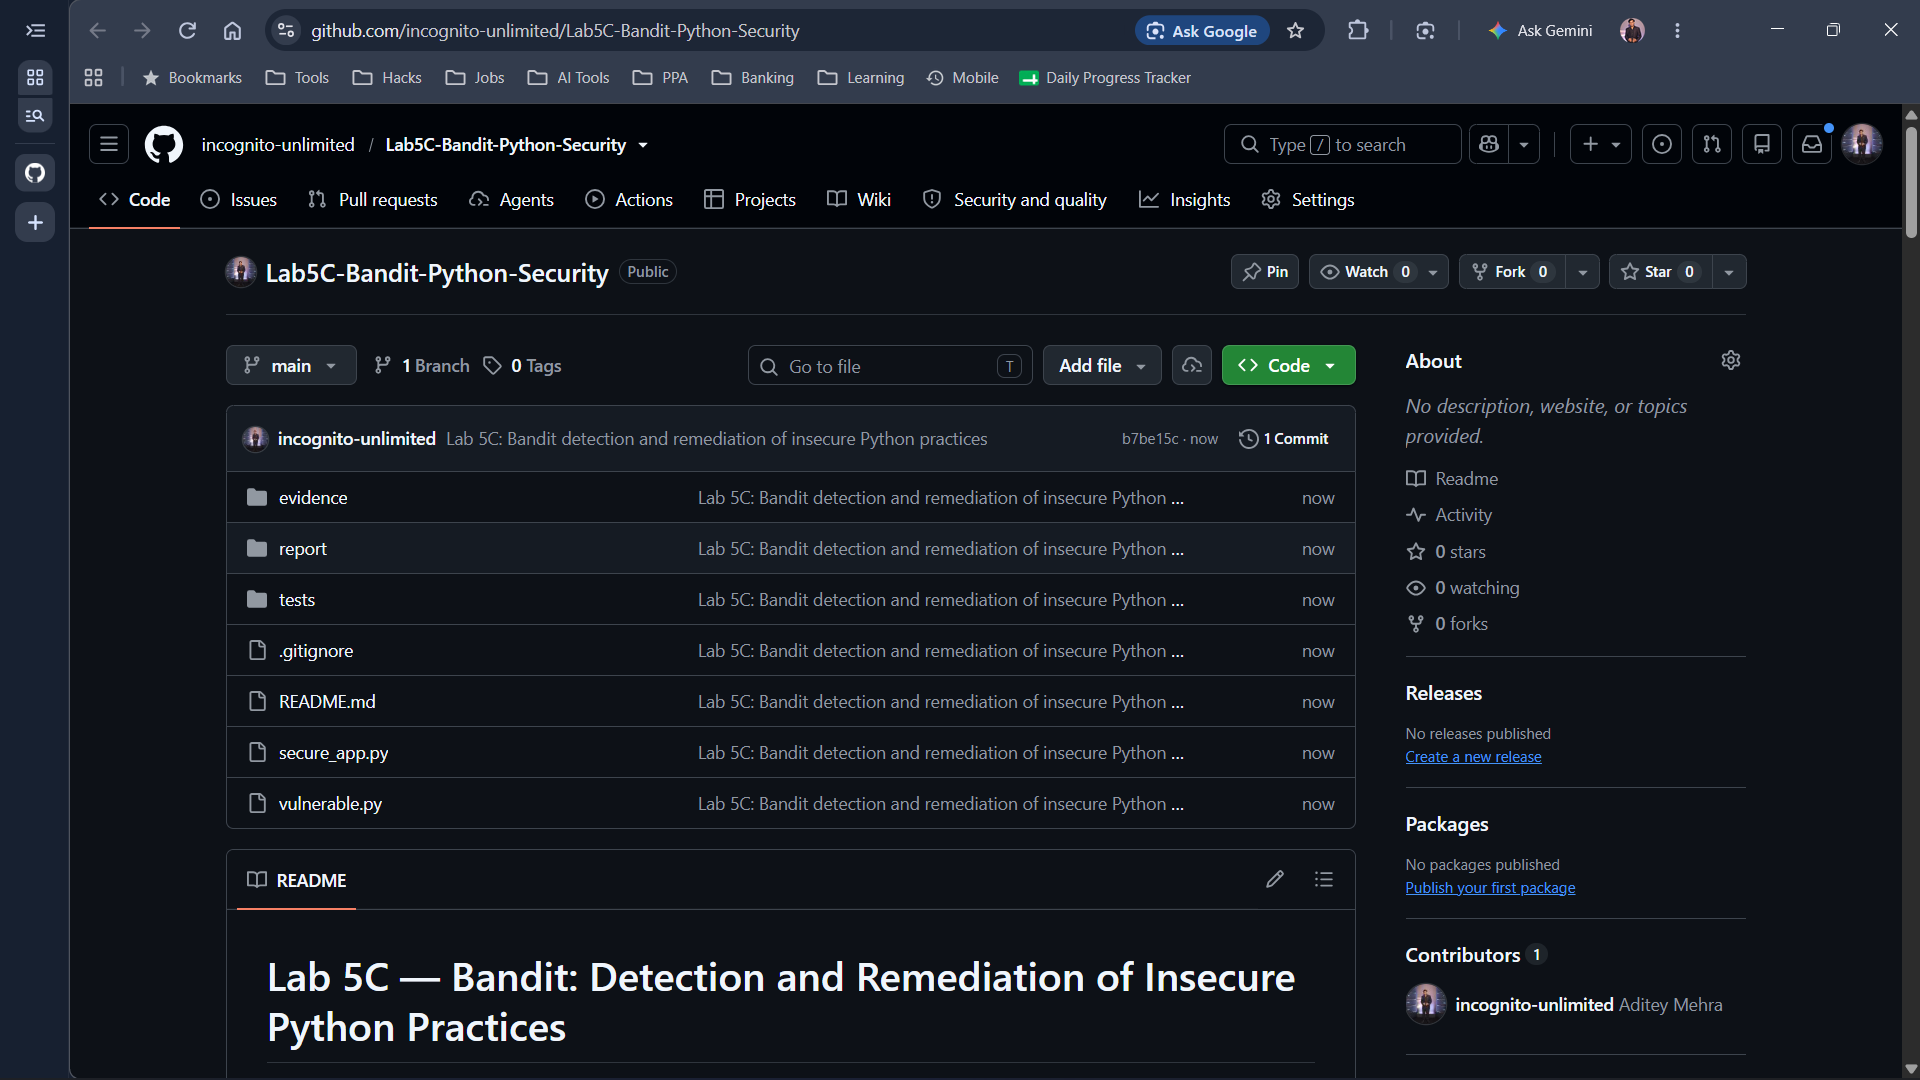 github.com/incognito-unlimited/Lab5C-Bandit-Python-Security
Ask Google
Ask Gemini
Bookmarks
Tools
Hacks
Jobs
AI Tools
PPA
Banking
Learning
Mobile
Daily Progress Tracker
incognito-unlimited / Lab5C-Bandit-Python-Security
Type / to search
Code
Issues
Pull requests
Agents
Actions
Projects
Wiki
Security and quality
Insights
Settings
Lab5C-Bandit-Python-Security Public
Pin
Watch 0
Fork 0
Star 0
main
1 Branch
0 Tags
Go to file T
Add file
Code
incognito-unlimited Lab 5C: Bandit detection and remediation of insecure Python practices b7be15c · now 1 Commit
evidence Lab 5C: Bandit detection and remediation of insecure Python ... now
report Lab 5C: Bandit detection and remediation of insecure Python ... now
tests Lab 5C: Bandit detection and remediation of insecure Python ... now
.gitignore Lab 5C: Bandit detection and remediation of insecure Python ... now
README.md Lab 5C: Bandit detection and remediation of insecure Python ... now
secure_app.py Lab 5C: Bandit detection and remediation of insecure Python ... now
vulnerable.py Lab 5C: Bandit detection and remediation of insecure Python ... now
README
Lab 5C — Bandit: Detection and Remediation of Insecure
Python Practices
About
No description, website, or topics
provided.
Readme
Activity
0 stars
0 watching
0 forks
Releases
No releases published
Create a new release
Packages
No packages published
Publish your first package
Contributors 1
incognito-unlimited Aditey Mehra